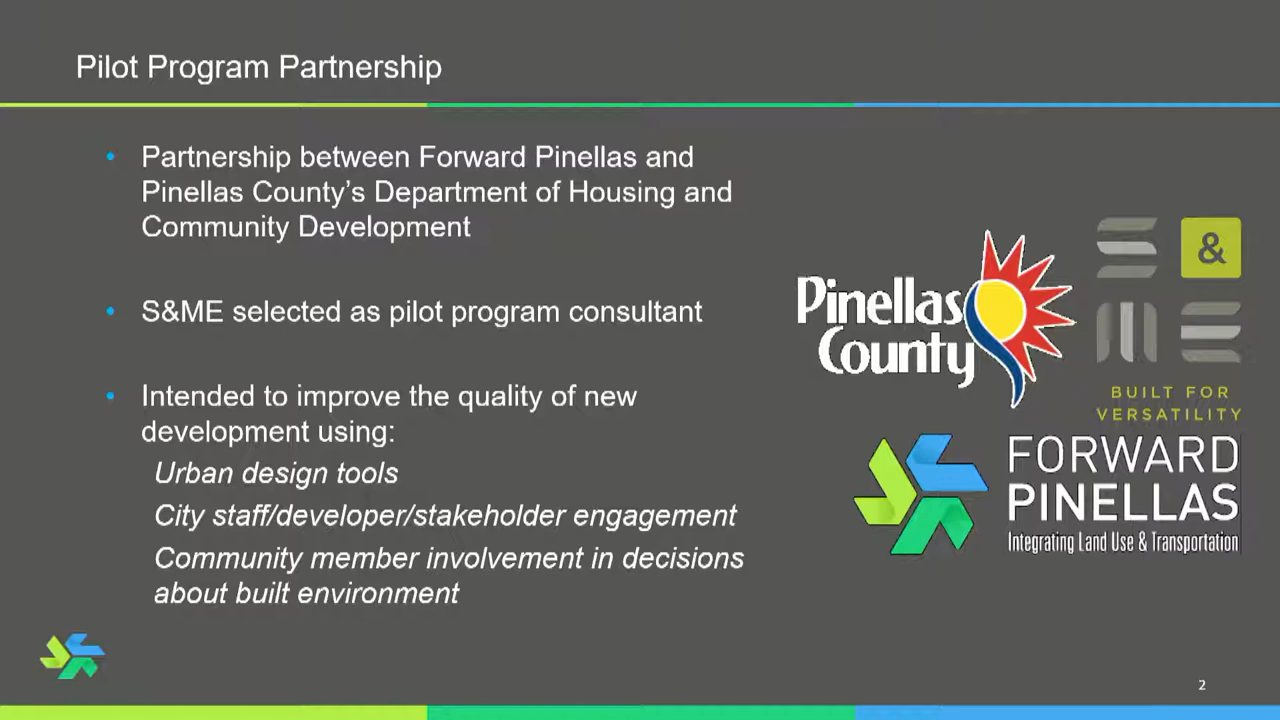 Pilot Program Partnership
• Partnership between Forward Pinellas and
Pinellas County’s Department of Housing and
Community Development
• S&ME selected as pilot program consultant
• Intended to improve the quality of new
development using:
Urban design tools
City staff/developer/stakeholder engagement
Community member involvement in decisions
about built environment
Pinellas
County
S &
M E
BUILT FOR
VERSATILITY
FORWARD
PINELLAS
Integrating Land Use & Transportation
2